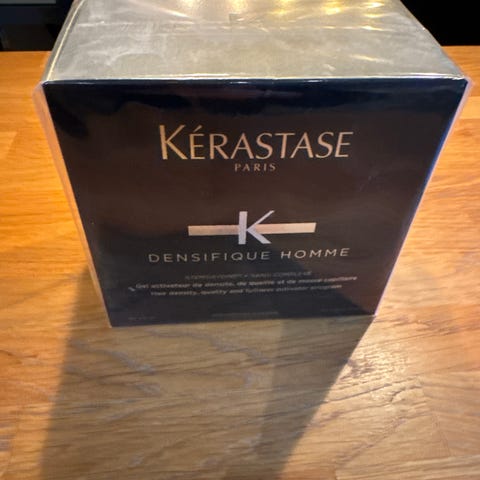 KÉRASTASE
PARIS
K
DENSIFIQUE HOMME
Gel activateur de densité, de qualité et de masse capillaire
Hair density, quality and fullness activator program